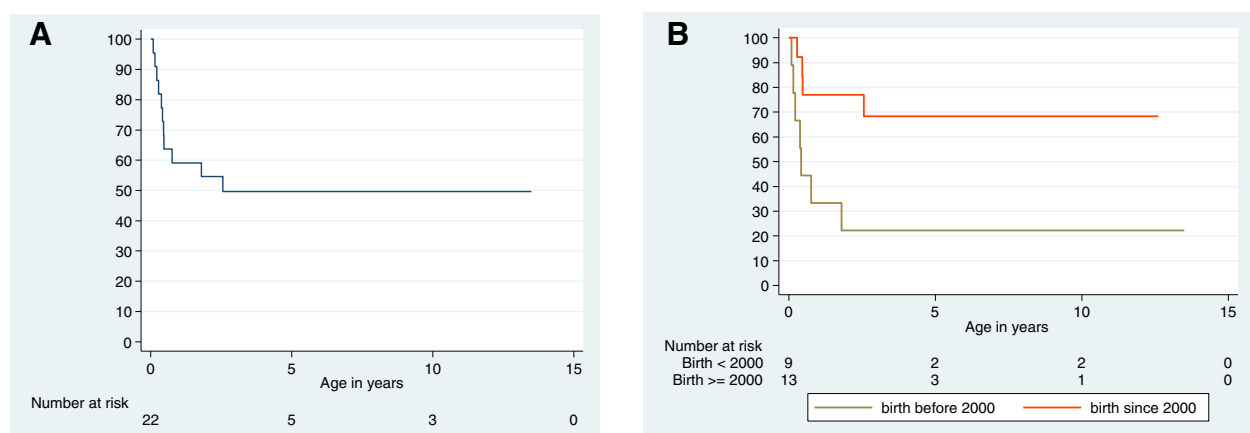 A
100
90
80
70
60
50
40
30
20
10
0
0 5 10 15
Age in years
Number at risk
22 5 3 0
B
100
90
80
70
60
50
40
30
20
10
0
0 5 10 15
Age in years
Number at risk
Birth < 2000 9 2 2 0
Birth >= 2000 13 3 1 0
birth before 2000 birth since 2000